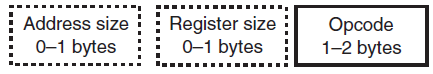 Address size
0–1 bytes
Register size
0–1 bytes
Opcode
1–2 bytes